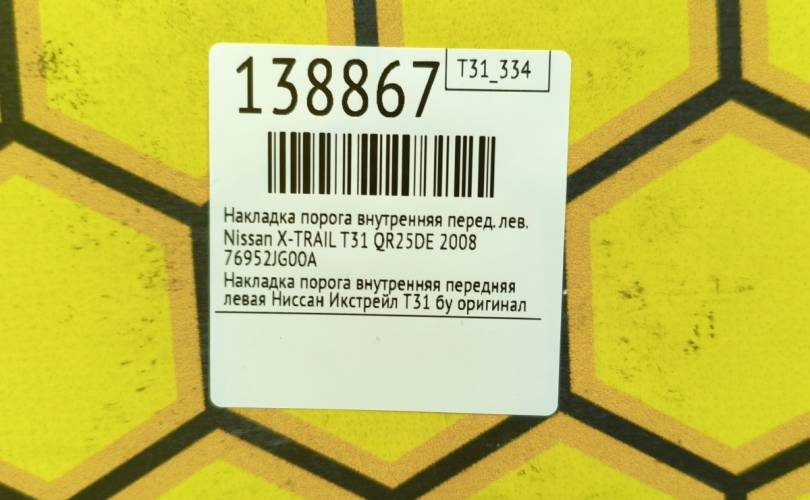 138867
T31_334
Накладка порога внутренняя перед. лев.
Nissan X-TRAIL T31 QR25DE 2008
76952JG00A
Накладка порога внутренняя передняя
левая Ниссан Икстрейл Т31 бу оригинал